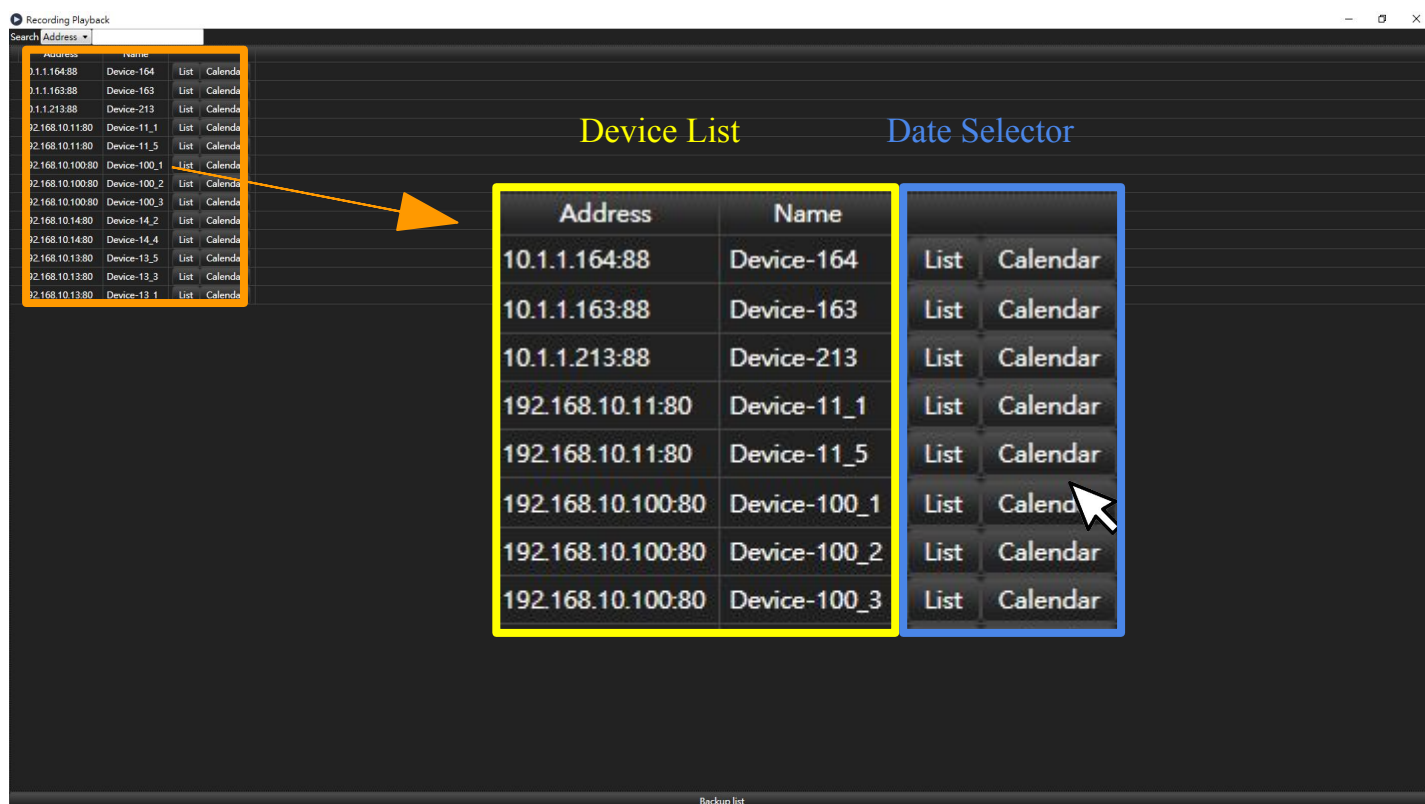 Recording Playback
Search Address
Address Name
0.1.1.164:88 Device-164 List Calenda
0.1.1.163:88 Device-163 List Calenda
0.1.1.213:88 Device-213 List Calenda
92.168.10.11:80 Device-11_1 List Calenda
92.168.10.11:80 Device-11_5 List Calenda
92.168.10.100:80 Device-100_1 List Calenda
92.168.10.100:80 Device-100_2 List Calenda
92.168.10.100:80 Device-100_3 List Calenda
92.168.10.14:80 Device-14_2 List Calenda
92.168.10.14:80 Device-14_4 List Calenda
92.168.10.13:80 Device-13_5 List Calenda
92.168.10.13:80 Device-13_3 List Calenda
92.168.10.13:80 Device-13_1 List Calenda
Device List Date Selector
Address Name
10.1.1.164:88 Device-164 List Calendar
10.1.1.163:88 Device-163 List Calendar
10.1.1.213:88 Device-213 List Calendar
192.168.10.11:80 Device-11_1 List Calendar
192.168.10.11:80 Device-11_5 List Calendar
192.168.10.100:80 Device-100_1 List Calend
192.168.10.100:80 Device-100_2 List Calendar
192.168.10.100:80 Device-100_3 List Calendar
Backup list